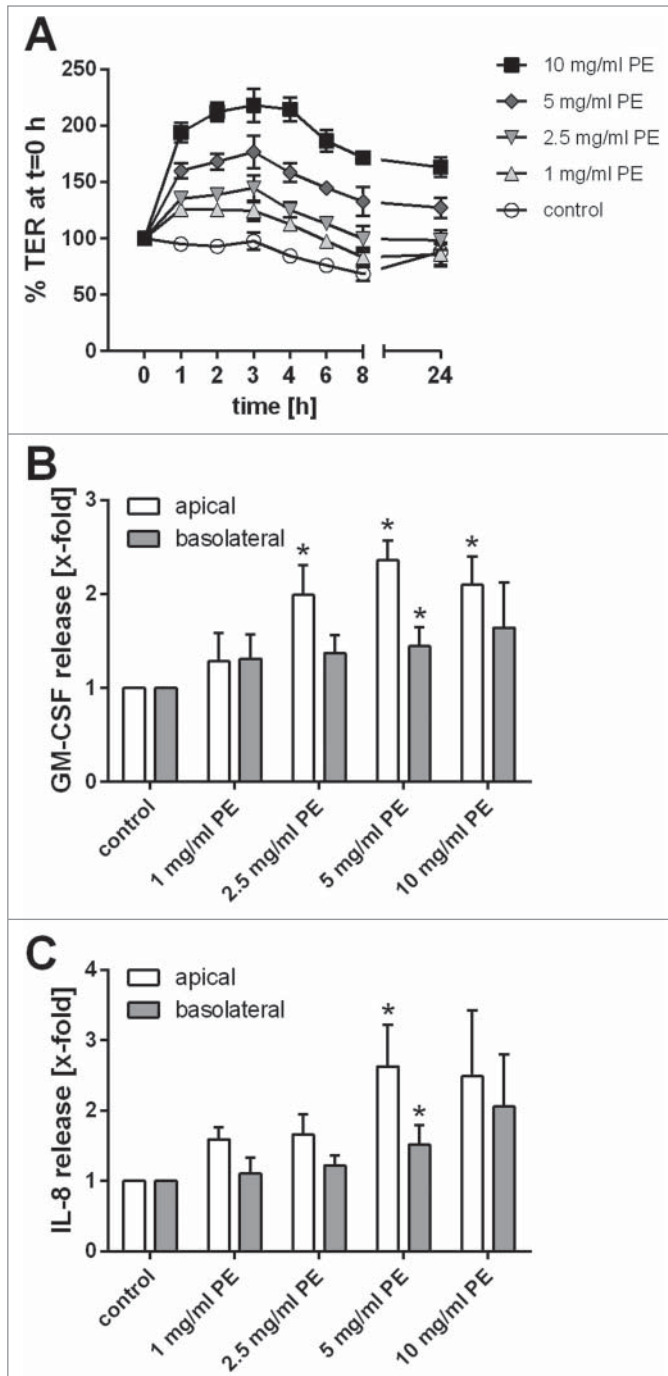 A
250
200
150
100
50
0
% TER at t=0 h
0 1 2 3 4 6 8 24
time [h]
10 mg/ml PE
5 mg/ml PE
2.5 mg/ml PE
1 mg/ml PE
control
B
3
2
1
0
GM-CSF release [x-fold]
apical
basolateral
* * * *
control
1 mg/ml PE
2.5 mg/ml PE
5 mg/ml PE
10 mg/ml PE
C
4
3
2
1
0
IL-8 release [x-fold]
apical
basolateral
* *
control
1 mg/ml PE
2.5 mg/ml PE
5 mg/ml PE
10 mg/ml PE